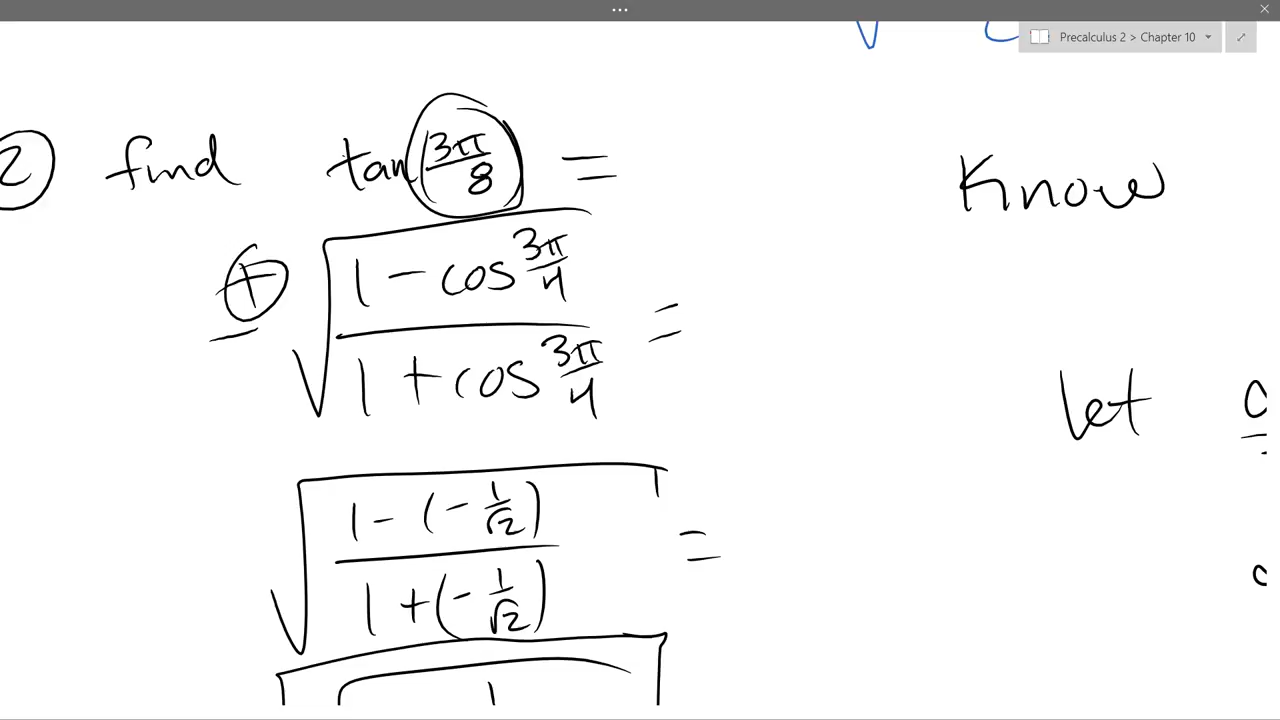 Precalculus 2 > Chapter 10
2 find tan(3π/8) =
Know
+ √((1 - cos 3π/4)/(1 + cos 3π/4)) =
let
√((1 - (-1/√2))/(1 + (-1/√2))) =
1